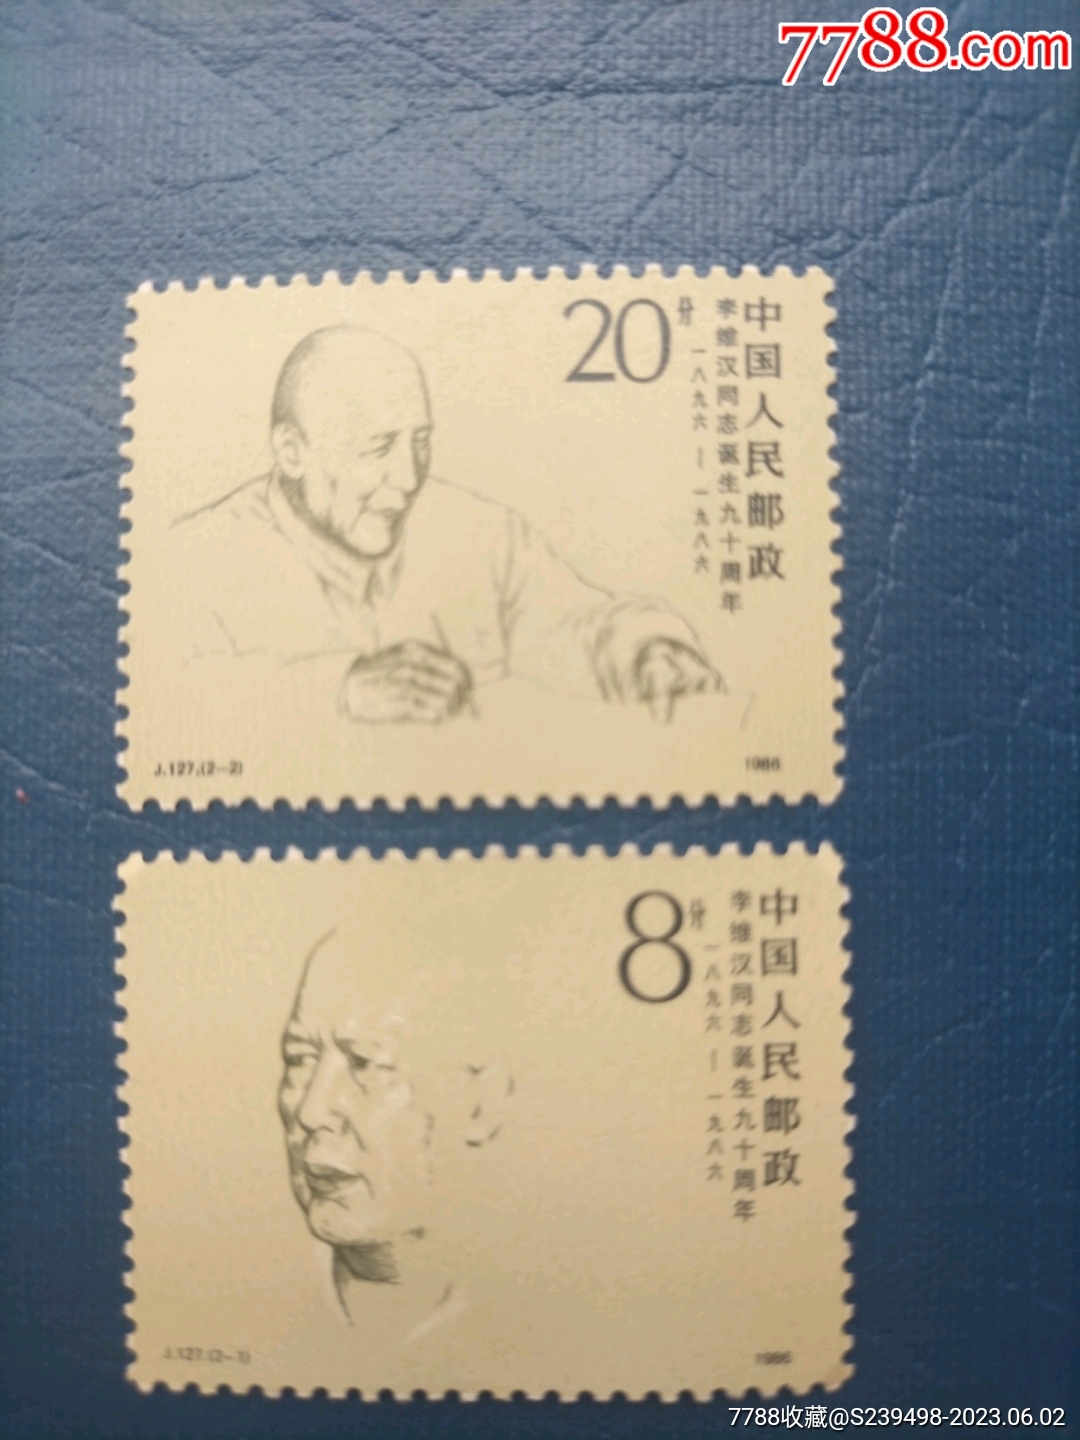 7788.com
中国人民邮政
李维汉同志诞生九十周年
一八九六—一九八六
20分
J.127.(2-2)
1986
中国人民邮政
李维汉同志诞生九十周年
一八九六—一九八六
8分
J.127.(2-1)
1986
7788收藏@S239498-2023.06.02